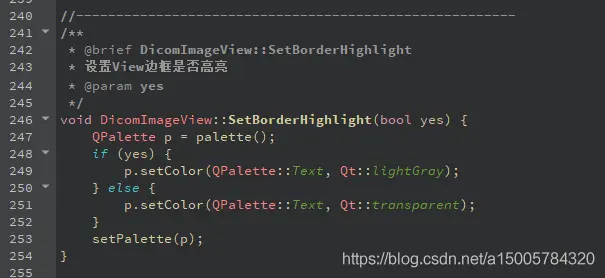 240 //-------------------------------------------------------
241 /**
242  * @brief DicomImageView::SetBorderHighlight
243  * 设置View边框是否高亮
244  * @param yes
245  */
246 void DicomImageView::SetBorderHighlight(bool yes) {
247     QPalette p = palette();
248     if (yes) {
249         p.setColor(QPalette::Text, Qt::lightGray);
250     } else {
251         p.setColor(QPalette::Text, Qt::transparent);
252     }
253     setPalette(p);
254 }
255
https://blog.csdn.net/a15005784320